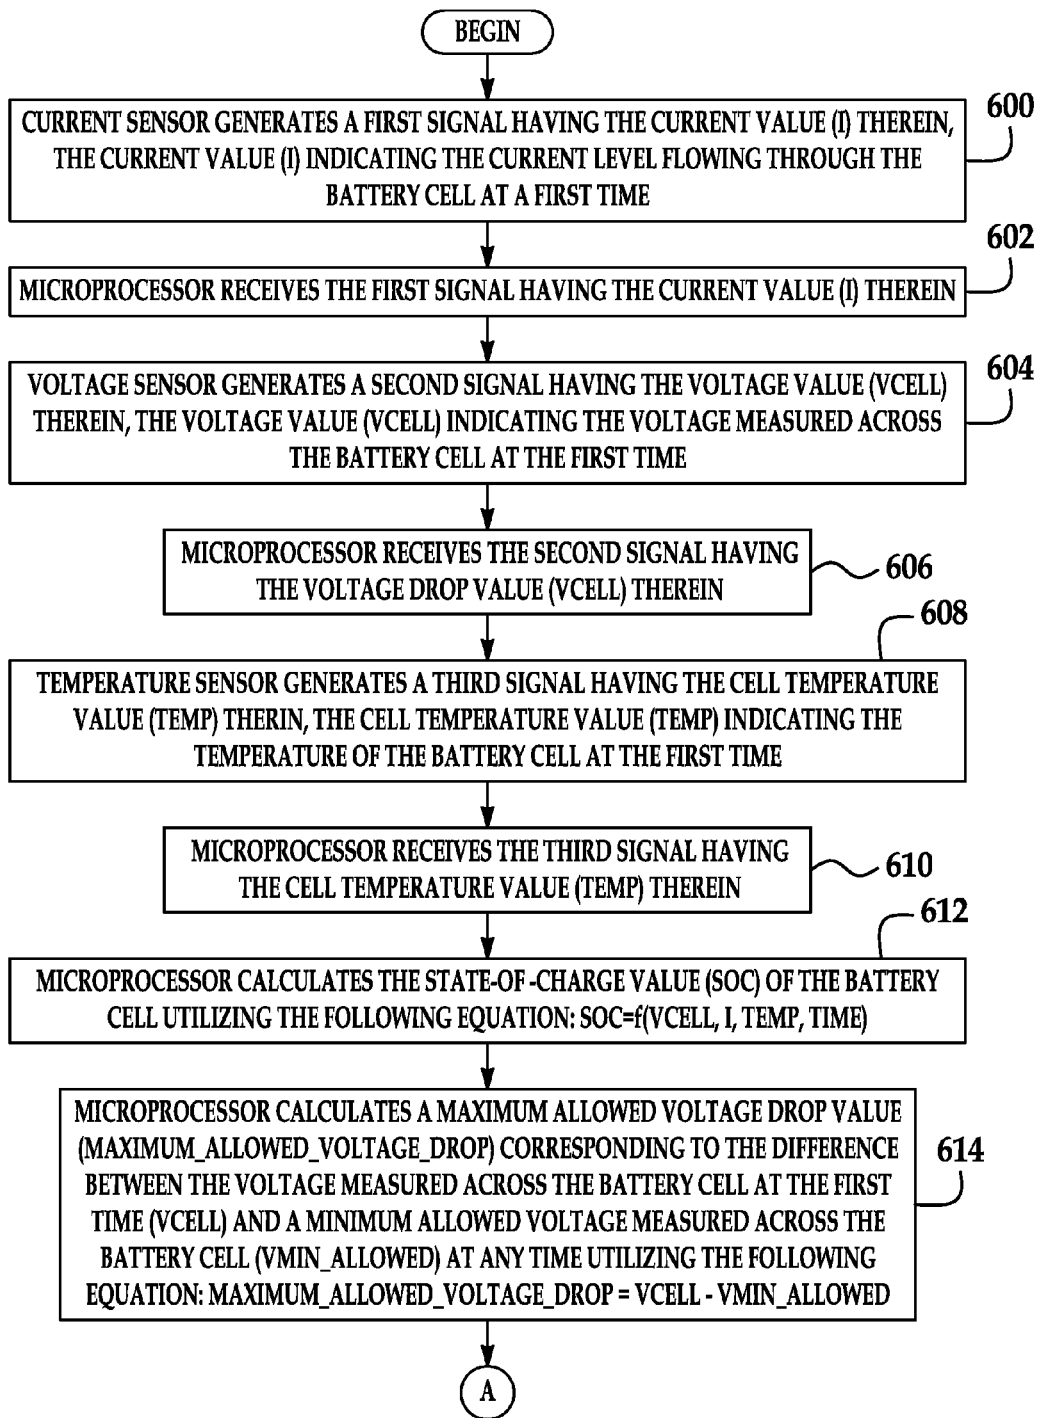 BEGIN
CURRENT SENSOR GENERATES A FIRST SIGNAL HAVING THE CURRENT VALUE (I) THEREIN,
THE CURRENT VALUE (I) INDICATING THE CURRENT LEVEL FLOWING THROUGH THE
BATTERY CELL AT A FIRST TIME
600
MICROPROCESSOR RECEIVES THE FIRST SIGNAL HAVING THE CURRENT VALUE (I) THEREIN
602
VOLTAGE SENSOR GENERATES A SECOND SIGNAL HAVING THE VOLTAGE VALUE (VCELL)
THEREIN, THE VOLTAGE VALUE (VCELL) INDICATING THE VOLTAGE MEASURED ACROSS
THE BATTERY CELL AT THE FIRST TIME
604
MICROPROCESSOR RECEIVES THE SECOND SIGNAL HAVING
THE VOLTAGE DROP VALUE (VCELL) THEREIN
606
TEMPERATURE SENSOR GENERATES A THIRD SIGNAL HAVING THE CELL TEMPERATURE
VALUE (TEMP) THERIN, THE CELL TEMPERATURE VALUE (TEMP) INDICATING THE
TEMPERATURE OF THE BATTERY CELL AT THE FIRST TIME
608
MICROPROCESSOR RECEIVES THE THIRD SIGNAL HAVING
THE CELL TEMPERATURE VALUE (TEMP) THEREIN
610
MICROPROCESSOR CALCULATES THE STATE-OF-CHARGE VALUE (SOC) OF THE BATTERY
CELL UTILIZING THE FOLLOWING EQUATION: SOC=f(VCELL, I, TEMP, TIME)
612
MICROPROCESSOR CALCULATES A MAXIMUM ALLOWED VOLTAGE DROP VALUE
(MAXIMUM_ALLOWED_VOLTAGE_DROP) CORRESPONDING TO THE DIFFERENCE
BETWEEN THE VOLTAGE MEASURED ACROSS THE BATTERY CELL AT THE FIRST
TIME (VCELL) AND A MINIMUM ALLOWED VOLTAGE MEASURED ACROSS THE
BATTERY CELL (VMIN_ALLOWED) AT ANY TIME UTILIZING THE FOLLOWING
EQUATION: MAXIMUM_ALLOWED_VOLTAGE_DROP = VCELL - VMIN_ALLOWED
614
A